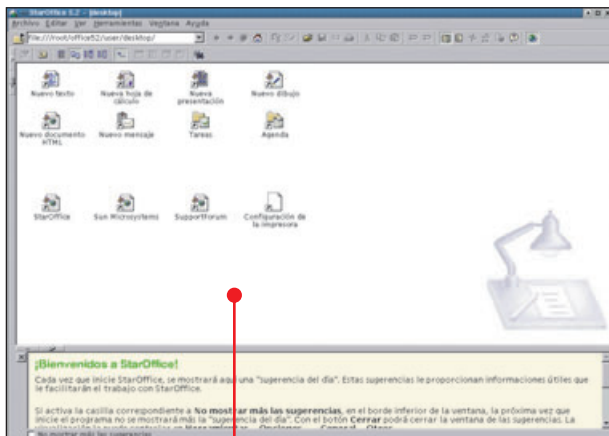 StarOffice 5.2 - [desktop]
Archivo Editar Ver Herramientas Ventana Ayuda
file:///root/office52/user/desktop/
Nuevo texto
Nueva hoja de
cálculo
Nueva
presentación
Nuevo dibujo
Nuevo documento
HTML
Nuevo mensaje
Tareas
Agenda
StarOffice
Sun Microsystems
SupportForum
Configuración de
la impresora
¡Bienvenidos a StarOffice!
Cada vez que inicie StarOffice, se mostrará aquí una "sugerencia del día". Estas sugerencias le proporcionan informaciones útiles que
le facilitarán el trabajo con StarOffice.
Si activa la casilla correspondiente a No mostrar más las sugerencias, en el borde inferior de la ventana, la próxima vez que
inicie el programa no se mostrará más la "sugerencia del día". Con el botón Cerrar podrá cerrar la ventana de las sugerencias. La
No mostrar más las sugerencias